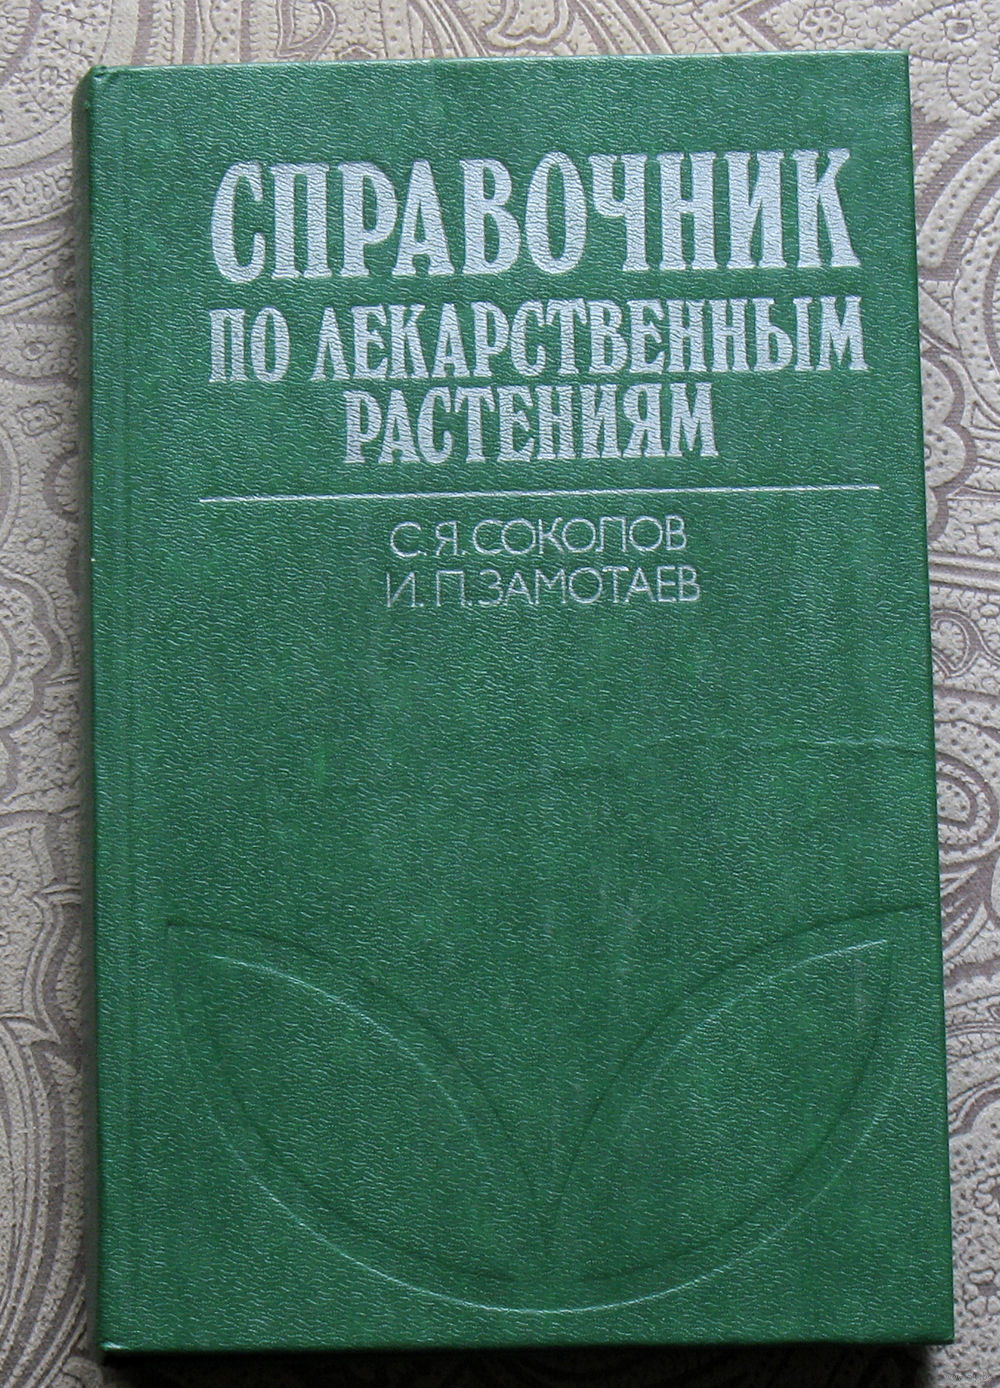 СПРАВОЧНИК
ПО ЛЕКАРСТВЕННЫМ
РАСТЕНИЯМ
С. Я. СОКОЛОВ
И. П. ЗАМОТАЕВ